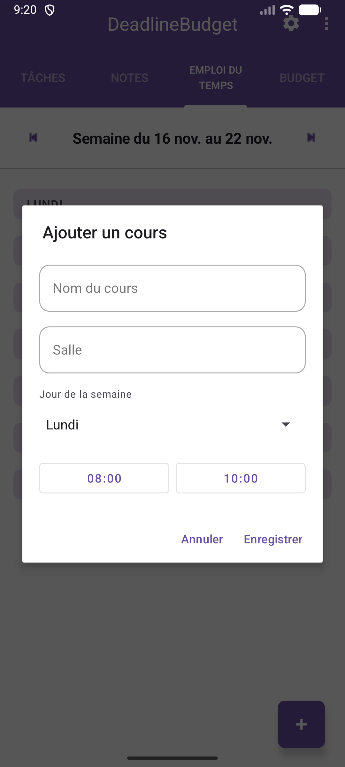 9:20
DeadlineBudget
TÂCHES
NOTES
EMPLOI DU
TEMPS
BUDGET
Semaine du 16 nov. au 22 nov.
LUNDI
Ajouter un cours
Nom du cours
Salle
Jour de la semaine
Lundi
08:00
10:00
Annuler
Enregistrer
+